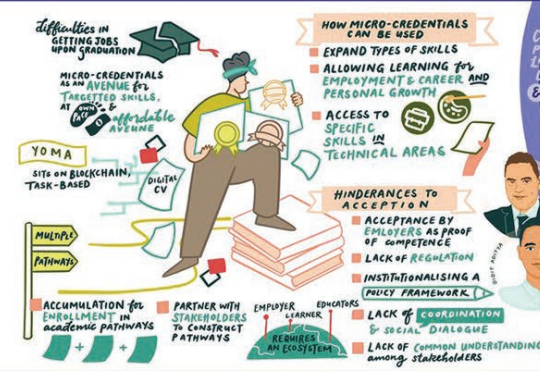 difficulties in
GETTING JOBS
UPON GRADUATION
MICRO-CREDENTIALS
AS AN AVENUE for
TARGETTED SKILLS,
AT OWN PACE & affordable
AVEUNE
YOMA
SITS ON BLOCKCHAIN,
TASK-BASED
DIGITAL
CV
MULTIPLE
PATHWAYS
ACCUMULATION for
ENROLLMENT IN
academic PATHWAYS
+ +
PARTNER WITH
STAKEHOLDERS
TO CONSTRUCT
PATHWAYS
EMPLOYER
LEARNER
EDUCATORS
REQUIRES
AN ECOSYSTEM
HOW MICRO-CREDENTIALS
CAN BE USED
EXPAND TYPES OF SKILLS
ALLOWING LEARNING for
EMPLOYMENT & CAREER AND
PERSONAL GROWTH
ACCESS TO
SPECIFIC
SKILLS IN
TECHNICAL AREAS
HINDERANCES TO
ACCEPTION
ACCEPTANCE BY
EMLOYERS AS PROOF
OF COMPETENCE
LACK OF REGULATION
INSTITUTIONALISING A
POLICY FRAMEWORK
LACK OF COORDINATION
& SOCIAL DIALOGUE
LACK OF COMMON UNDERSTANDING
among STAKEHOLDERS
ADITYA